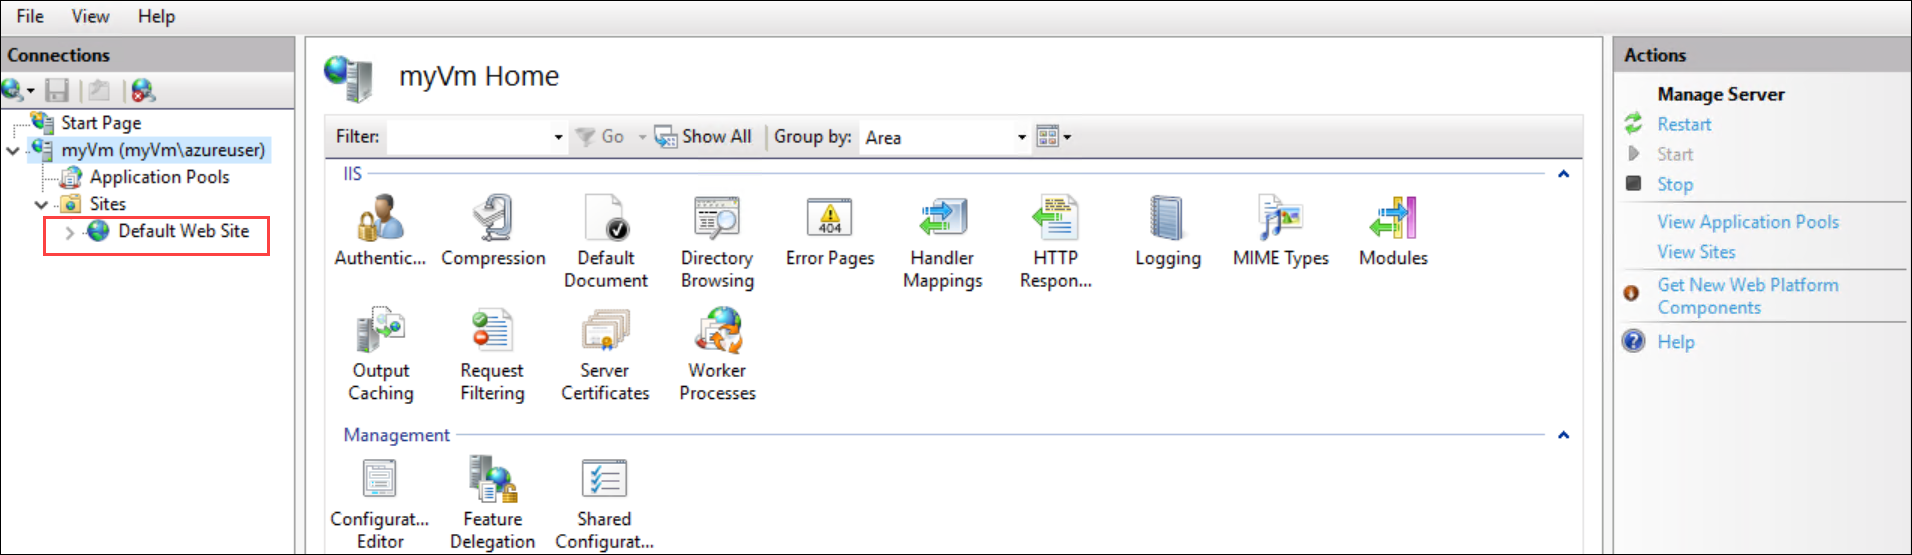 File View Help
Connections
Start Page
myVm (myVm\azureuser)
Application Pools
Sites
Default Web Site
myVm Home
Filter: Go Show All Group by: Area
IIS
Authentic... Compression Default Document Directory Browsing Error Pages 404 Handler Mappings HTTP Respon... Logging MIME Types Modules
Output Caching Request Filtering Server Certificates Worker Processes
Management
Configurat... Editor Feature Delegation Shared Configurat...
Actions
Manage Server
Restart
Start
Stop
View Application Pools
View Sites
Get New Web Platform
Components
Help